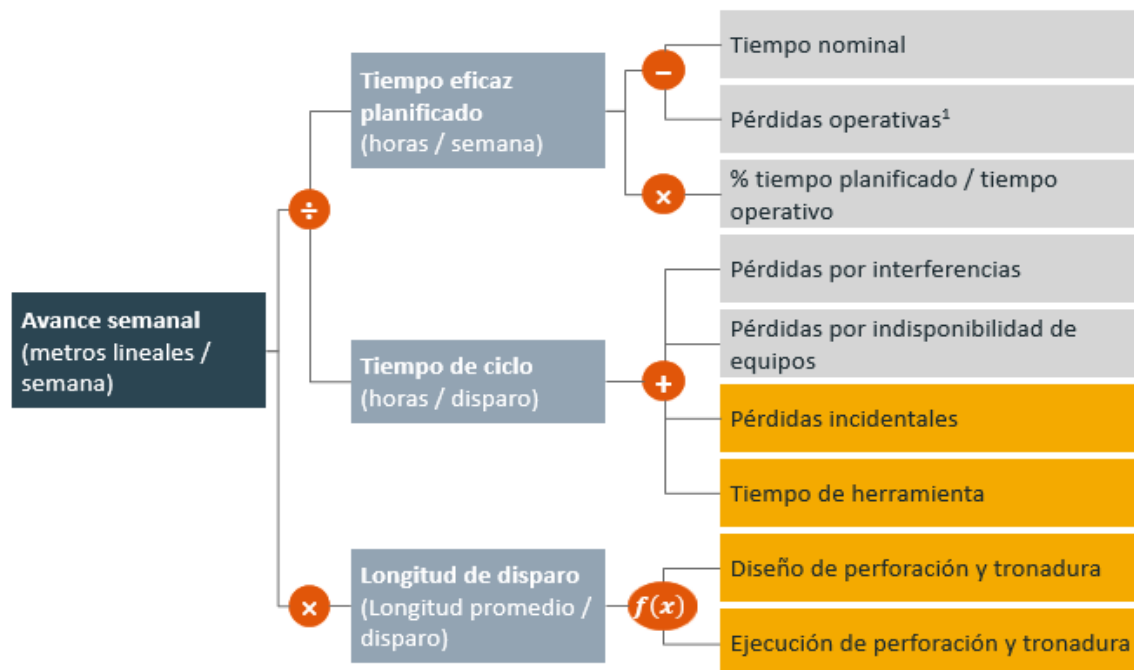 Avance semanal
(metros lineales /
semana)
÷
×
Tiempo eficaz
planificado
(horas / semana)
−
×
Tiempo nominal
Pérdidas operativas¹
% tiempo planificado / tiempo
operativo
Tiempo de ciclo
(horas / disparo)
+
Pérdidas por interferencias
Pérdidas por indisponibilidad de
equipos
Pérdidas incidentales
Tiempo de herramienta
Longitud de disparo
(Longitud promedio /
disparo)
f(x)
Diseño de perforación y tronadura
Ejecución de perforación y tronadura